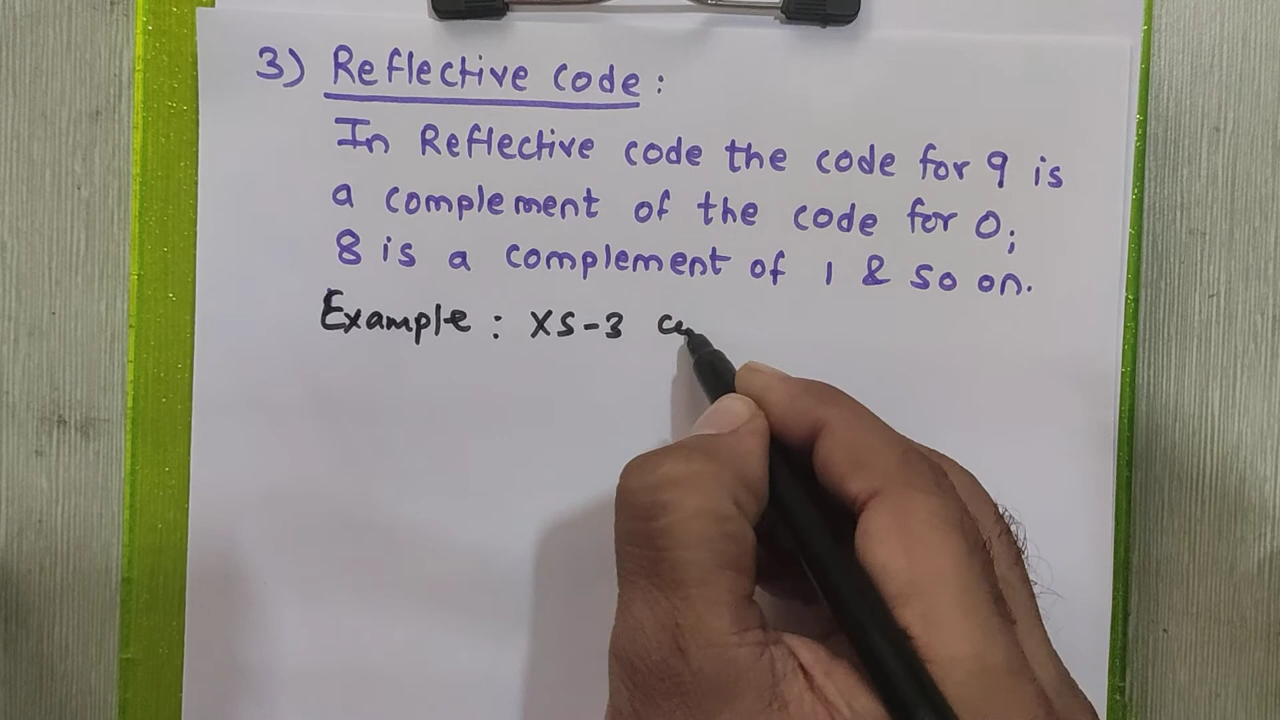 3) Reflective code:
In Reflective code the code for 9 is
a complement of the code for 0;
8 is a complement of 1 & so on.
Example: XS-3